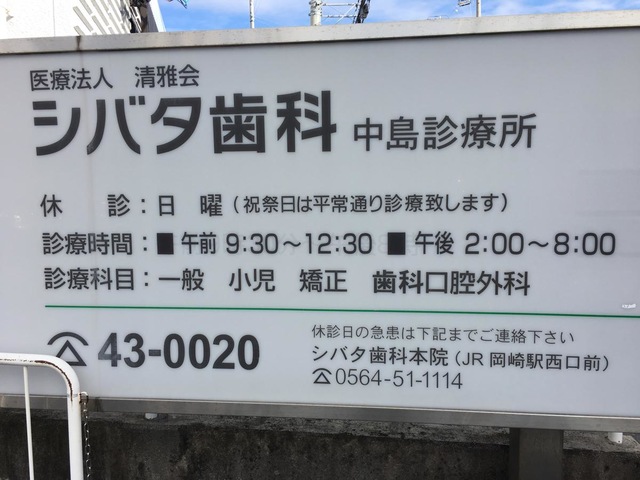 医療法人 清雅会
シバタ歯科 中島診療所
休 診：日 曜（祝祭日は平常通り診療致します）
診療時間：■午前 9:30～12:30 ■午後 2:00～8:00
診療科目：一般 小児 矯正 歯科口腔外科
43-0020
休診日の急患は下記までご連絡下さい
シバタ歯科本院（JR 岡崎駅西口前）
0564-51-1114